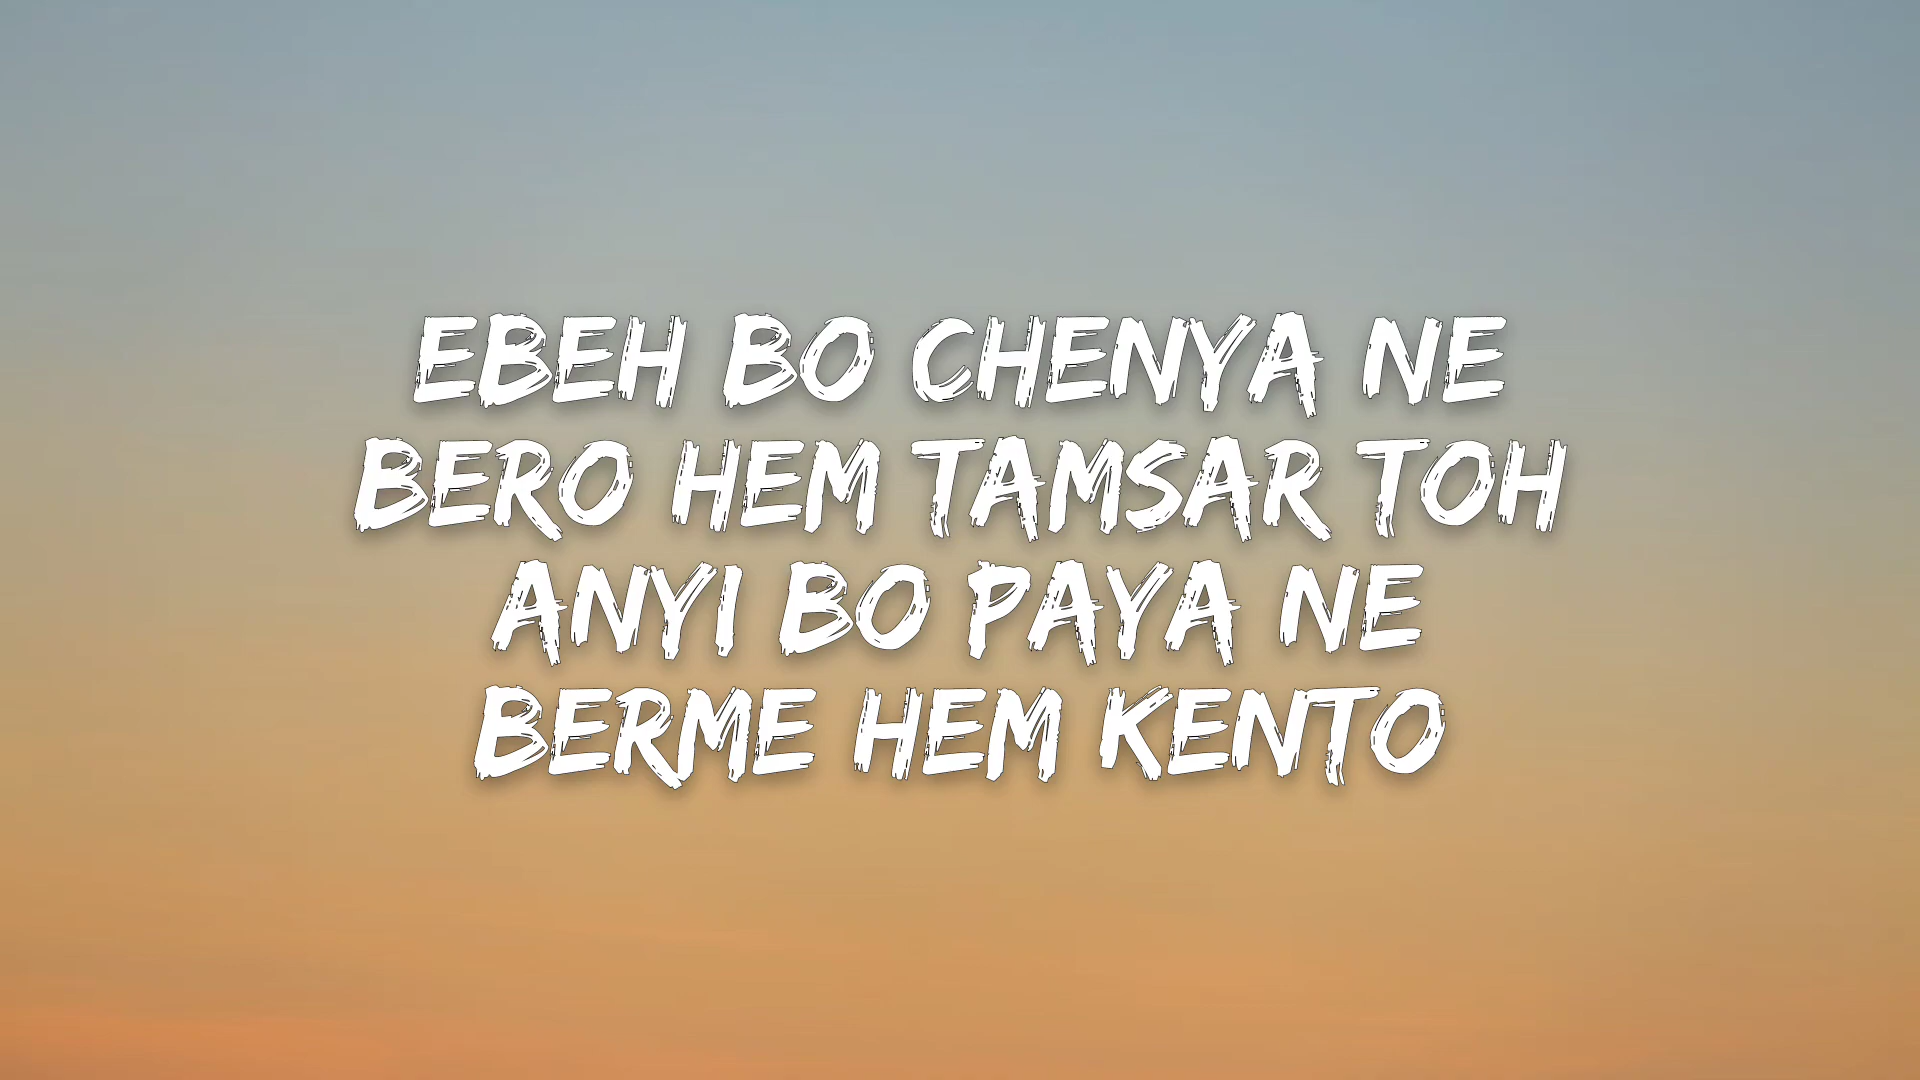 EBEH BO CHENYA NE
BERO HEM TAMSAR TOH
ANYI BO PAYA NE
BERME HEM KENTO